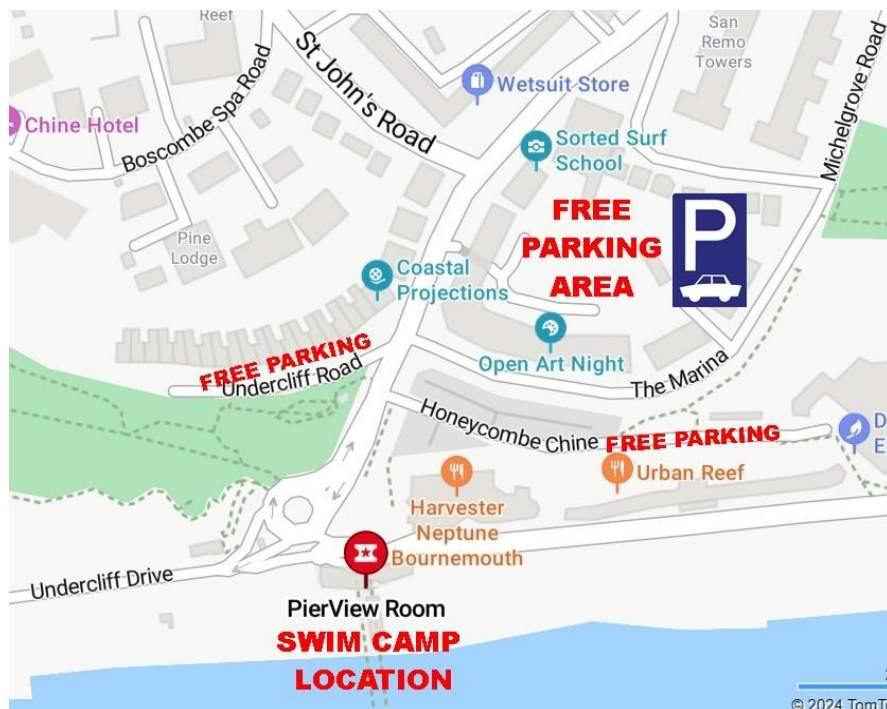 Reef
San
Remo
Towers
Michelgrove Road
St John's Road
Wetsuit Store
Chine Hotel
Boscombe Spa Road
Sorted Surf
School
FREE
PARKING
AREA
P
Pine
Lodge
Coastal
Projections
FREE PARKING
Undercliff Road
Open Art Night
The Marina
Honeycombe Chine
FREE PARKING
D
E
Urban Reef
Harvester
Neptune
Bournemouth
Undercliff Drive
PierView Room
SWIM CAMP
LOCATION
© 2024 TomTo